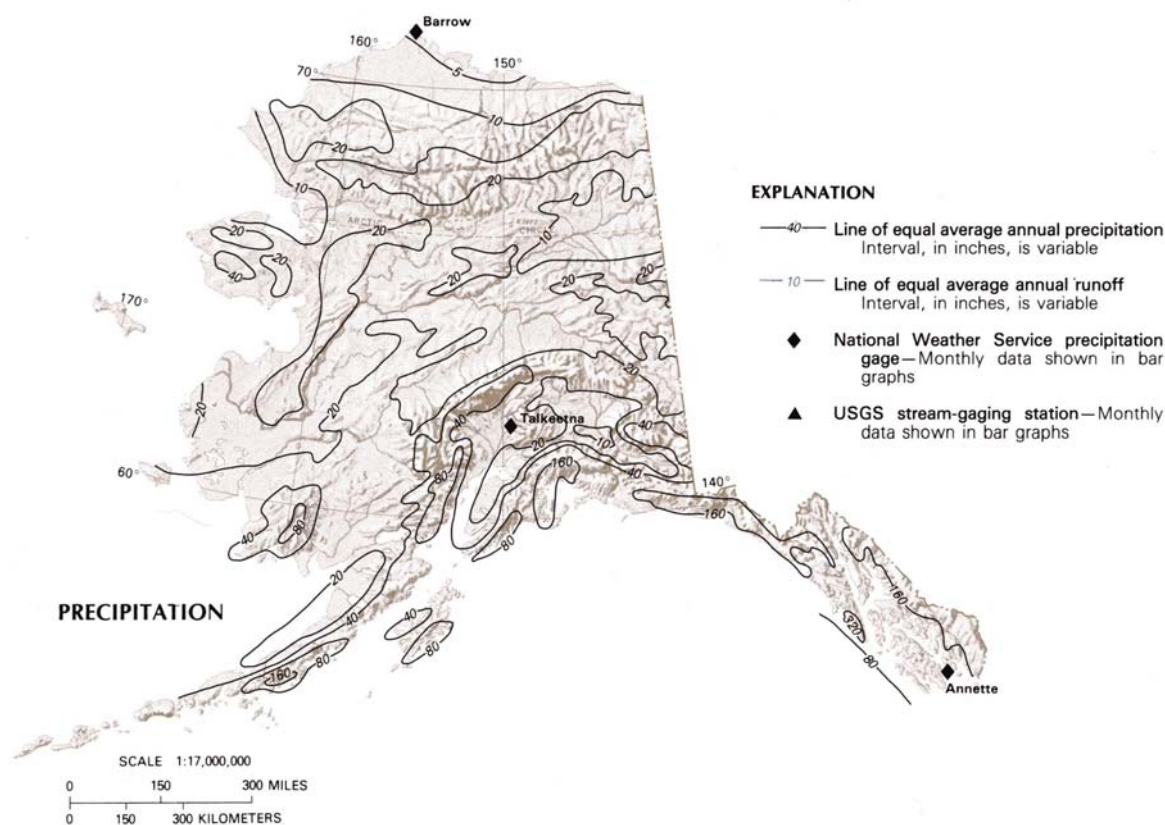 Barrow
160°
150°
5
70°
10
20
20
10
ARCTIC
20
10
20
20
40
20
20
20
170°
20
20
40
Talkeetna
20
10
40
60°
80
160
40
140°
160
40
80
80
20
160
PRECIPITATION
40
40
320
80
80
80
160
Annette
EXPLANATION
—40— Line of equal average annual precipitation
Interval, in inches, is variable
—10— Line of equal average annual runoff
Interval, in inches, is variable
National Weather Service precipitation
gage—Monthly data shown in bar
graphs
USGS stream-gaging station—Monthly
data shown in bar graphs
SCALE 1:17,000,000
0 150 300 MILES
0 150 300 KILOMETERS